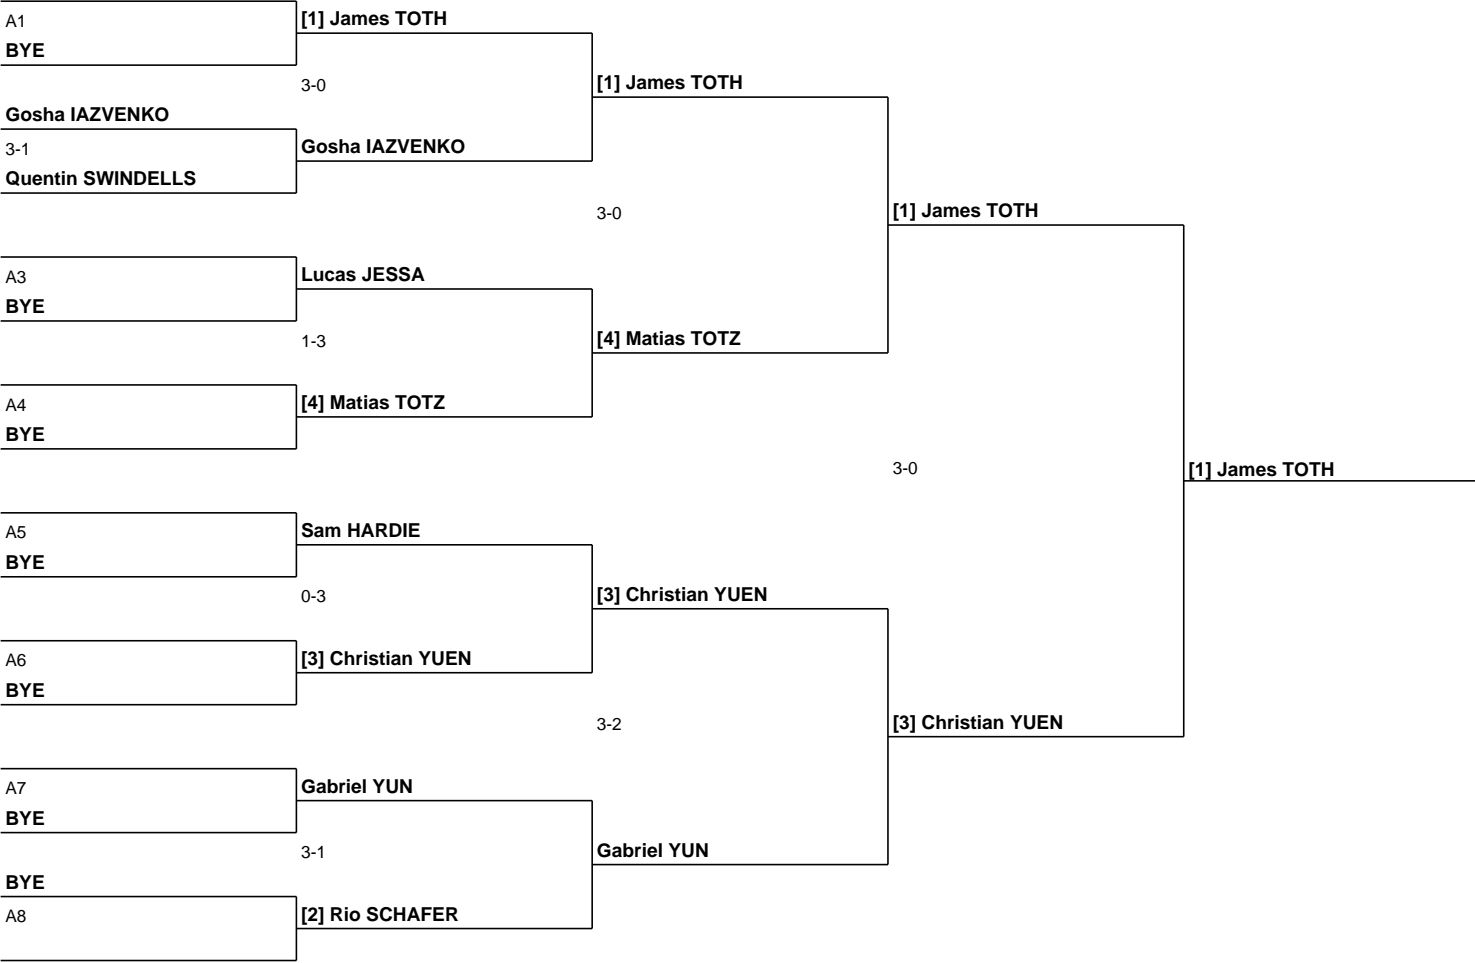 A1
BYE
[1] James TOTH
3-0
Gosha IAZVENKO
3-1
Quentin SWINDELLS
Gosha IAZVENKO
[1] James TOTH
3-0
A3
BYE
Lucas JESSA
1-3
A4
BYE
[4] Matias TOTZ
[4] Matias TOTZ
[1] James TOTH
3-0
A5
BYE
Sam HARDIE
0-3
A6
BYE
[3] Christian YUEN
[3] Christian YUEN
3-2
A7
BYE
Gabriel YUN
3-1
BYE
A8
[2] Rio SCHAFER
Gabriel YUN
[3] Christian YUEN
[1] James TOTH